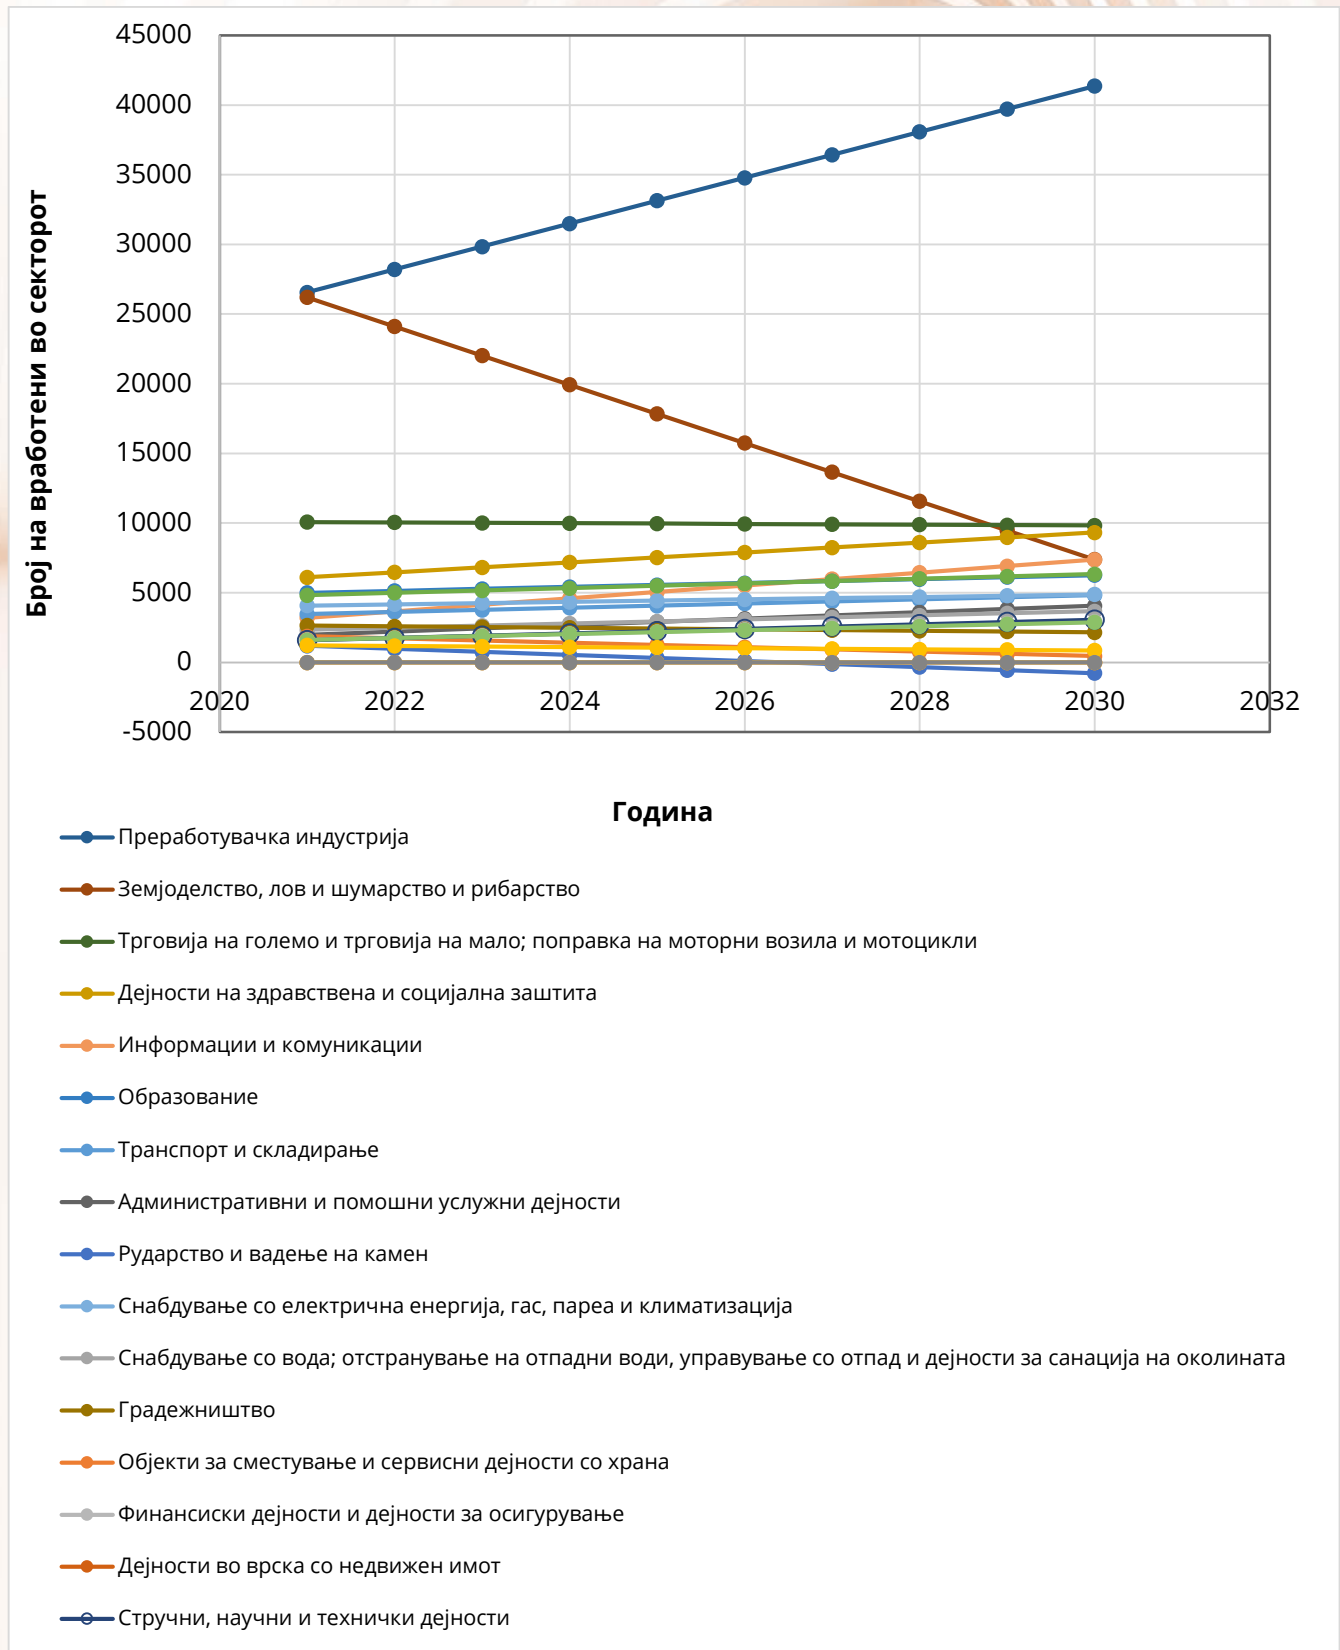 45000
40000
35000
30000
25000
20000
15000
10000
5000
0
-5000
Број на вработени во секторот
2020 2022 2024 2026 2028 2030 2032
Година
Преработувачка индустрија
Земјоделство, лов и шумарство и рибарство
Трговија на големо и трговија на мало; поправка на моторни возила и мотоцикли
Дејности на здравствена и социјална заштита
Информации и комуникации
Образование
Транспорт и складирање
Административни и помошни услужни дејности
Рударство и вадење на камен
Снабдување со електрична енергија, гас, пареа и климатизација
Снабдување со вода; отстранување на отпадни води, управување со отпад и дејности за санација на околината
Градежништво
Објекти за сместување и сервисни дејности со храна
Финансиски дејности и дејности за осигурување
Дејности во врска со недвижен имот
Стручни, научни и технички дејности